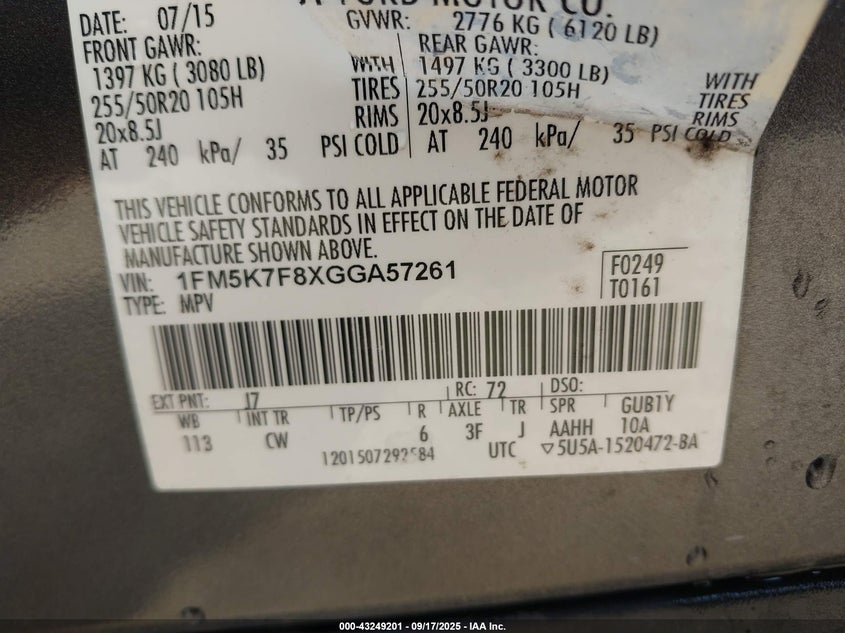 A FORD MOTOR CO.
DATE: 07/15 GVWR: 2776 KG ( 6120 LB)
FRONT GAWR: REAR GAWR:
1397 KG ( 3080 LB) WITH 1497 KG ( 3300 LB) WITH
255/50R20 105H TIRES 255/50R20 105H TIRES
20x8.5J RIMS 20x8.5J RIMS
AT 240 kPa/ 35 PSI COLD AT 240 kPa/ 35 PSI COLD
THIS VEHICLE CONFORMS TO ALL APPLICABLE FEDERAL MOTOR
VEHICLE SAFETY STANDARDS IN EFFECT ON THE DATE OF
MANUFACTURE SHOWN ABOVE.
VIN: 1FM5K7F8XGGA57261 F0249
TYPE: MPV T0161
EXT PNT: J7 RC: 72 DSO:
WB INT TR TP/PS R AXLE TR SPR GUB1Y
113 CW 6 3F J AAHH 10A
UTC ▽5U5A-1520472-BA
000-43249201 - 09/17/2025 - IAA Inc.